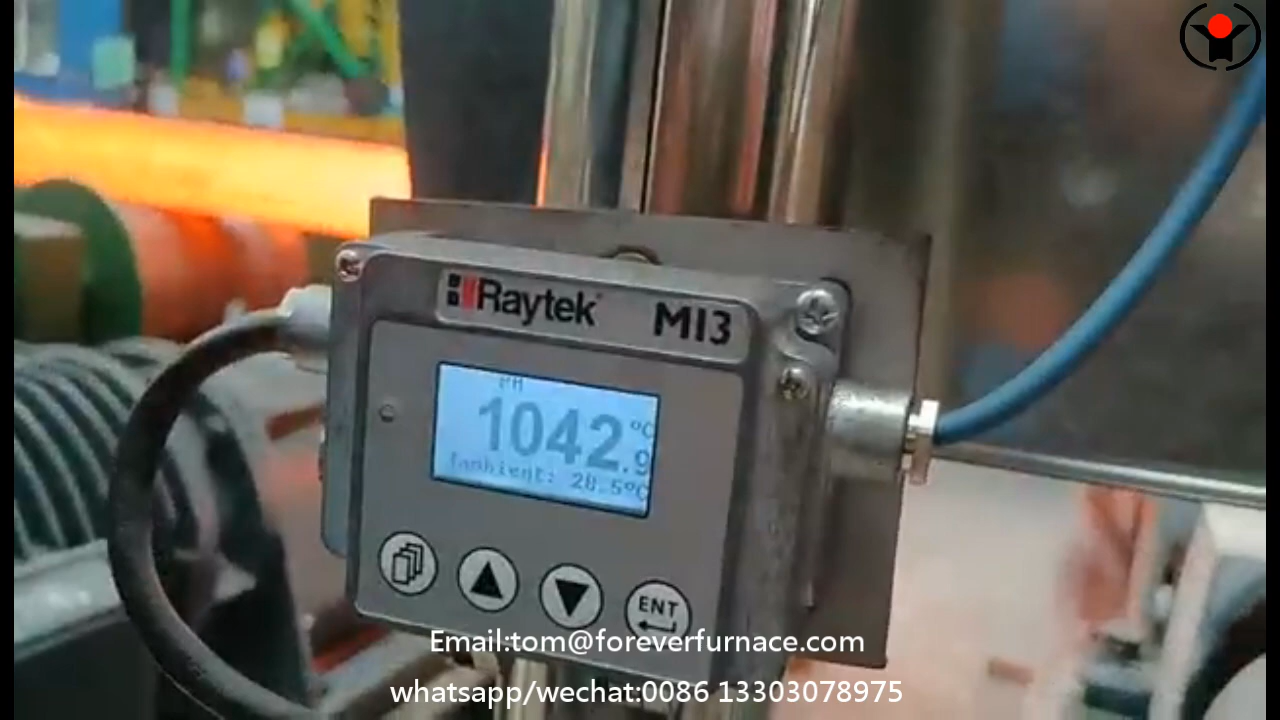 Raytek MI3
PH
1042.9 °C
Tambient: 28.5°C
ENT
Email:tom@foreverfurnace.com
whatsapp/wechat:0086 13303078975